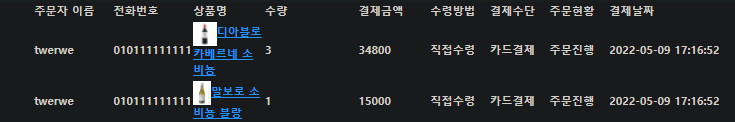 주문자 이름 전화번호 상품명 수량 결제금액 수령방법 결제수단 주문현황 결제날짜
디아블로
twerwe 010111111111 카베르네 소 3 34800 직접수령 카드결제 주문진행 2022-05-09 17:16:52
비뇽
말보로 소
twerwe 010111111111 비뇽 블랑 1 15000 직접수령 카드결제 주문진행 2022-05-09 17:16:52